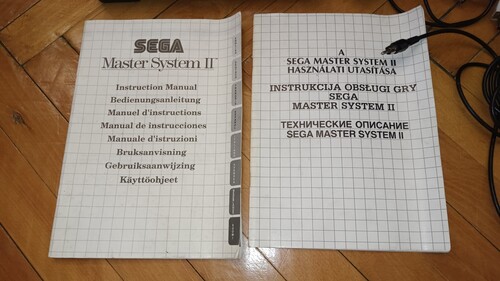 SEGA
Master System II™
Instruction Manual
Bedienungsanleitung
Manuel d'instructions
Manual de instrucciones
Manuale d'istruzioni
Bruksanvisning
Gebruiksaanwijzing
Käyttöohjeet
A
SEGA MASTER SYSTEM II
HASZNÁLATI UTASÍTÁSA
INSTRUKCJA OBSŁUGI GRY
SEGA
MASTER SYSTEM II
ТЕХНИЧЕСКИЕ ОПИСАНИЕ
SEGA MASTER SYSTEM II